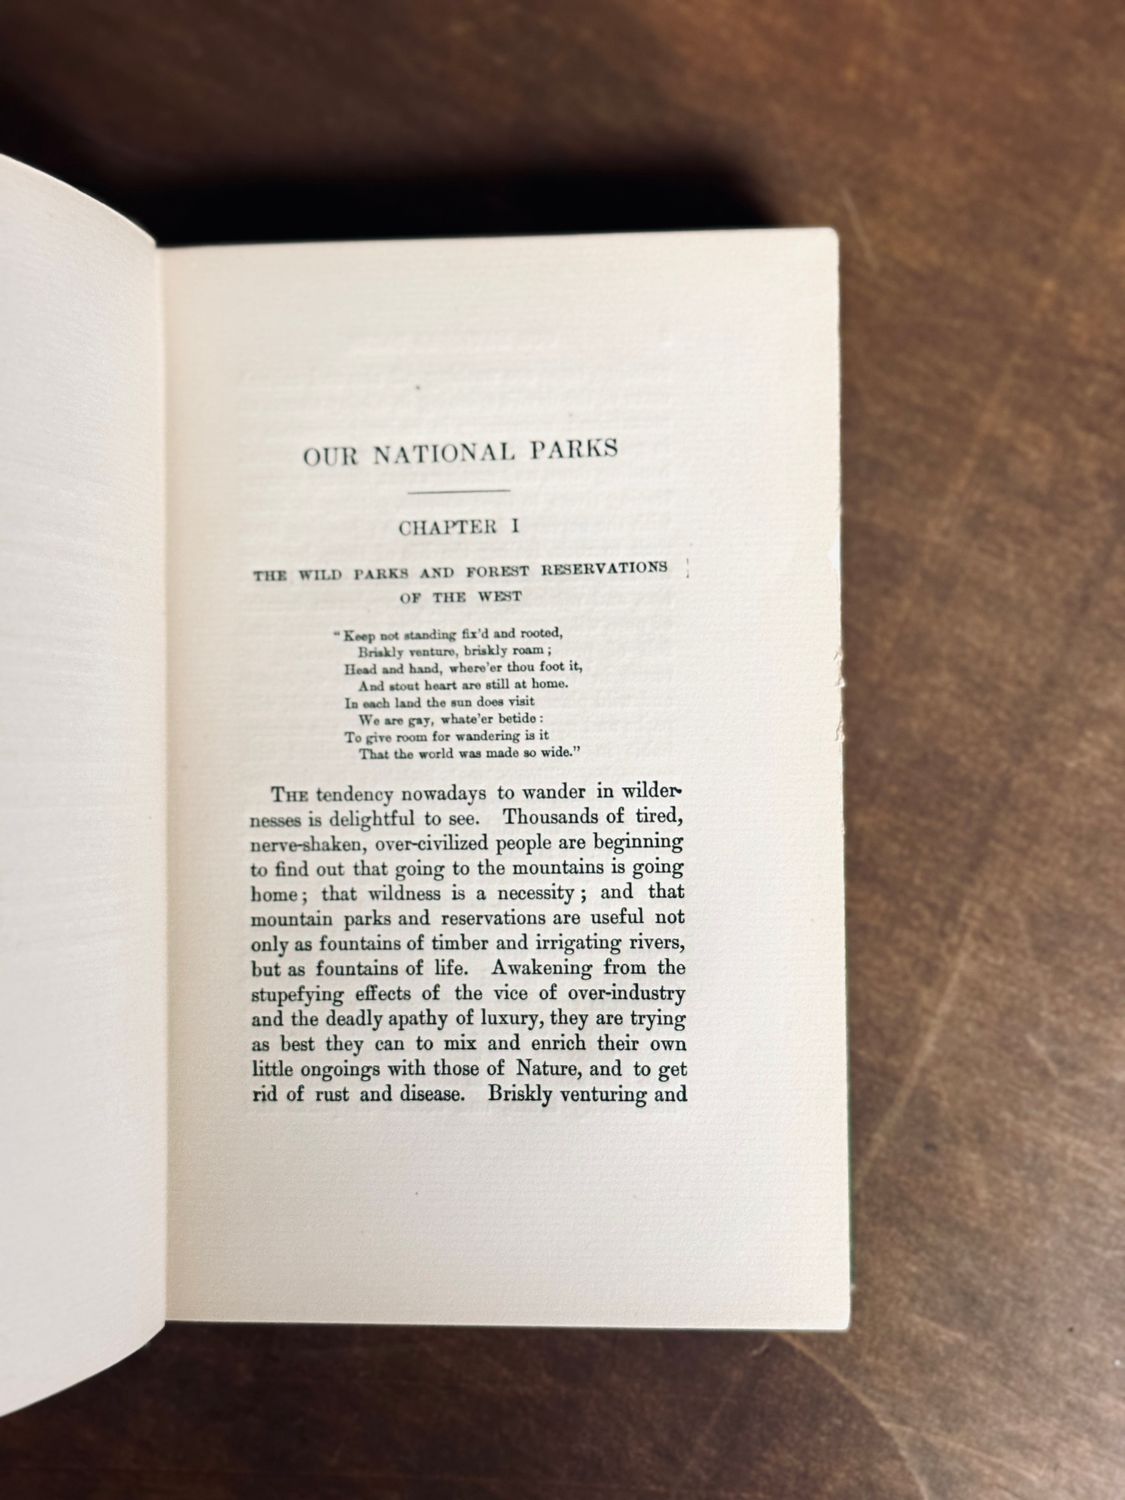 OUR NATIONAL PARKS
CHAPTER I
THE WILD PARKS AND FOREST RESERVATIONS
OF THE WEST
“Keep not standing fix’d and rooted,
Briskly venture, briskly roam ;
Head and hand, where’er thou foot it,
And stout heart are still at home.
In each land the sun does visit
We are gay, whate’er betide :
To give room for wandering is it
That the world was made so wide.”
THE tendency nowadays to wander in wilder-
nesses is delightful to see. Thousands of tired,
nerve-shaken, over-civilized people are beginning
to find out that going to the mountains is going
home ; that wildness is a necessity ; and that
mountain parks and reservations are useful not
only as fountains of timber and irrigating rivers,
but as fountains of life. Awakening from the
stupefying effects of the vice of over-industry
and the deadly apathy of luxury, they are trying
as best they can to mix and enrich their own
little ongoings with those of Nature, and to get
rid of rust and disease. Briskly venturing and